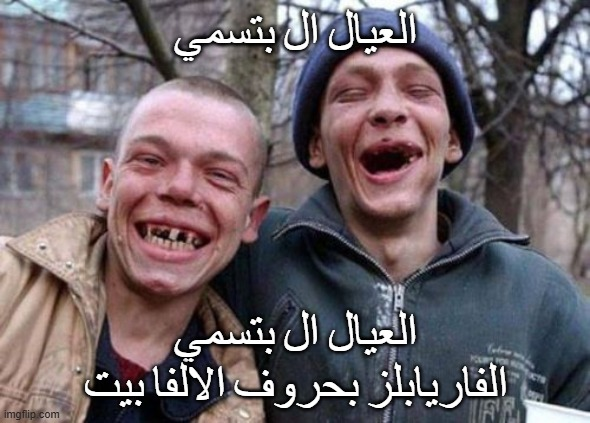 العيال ال بتسمي
العيال ال بتسمي
الفاريابلز بحروف الالفا بيت
imgflip.com